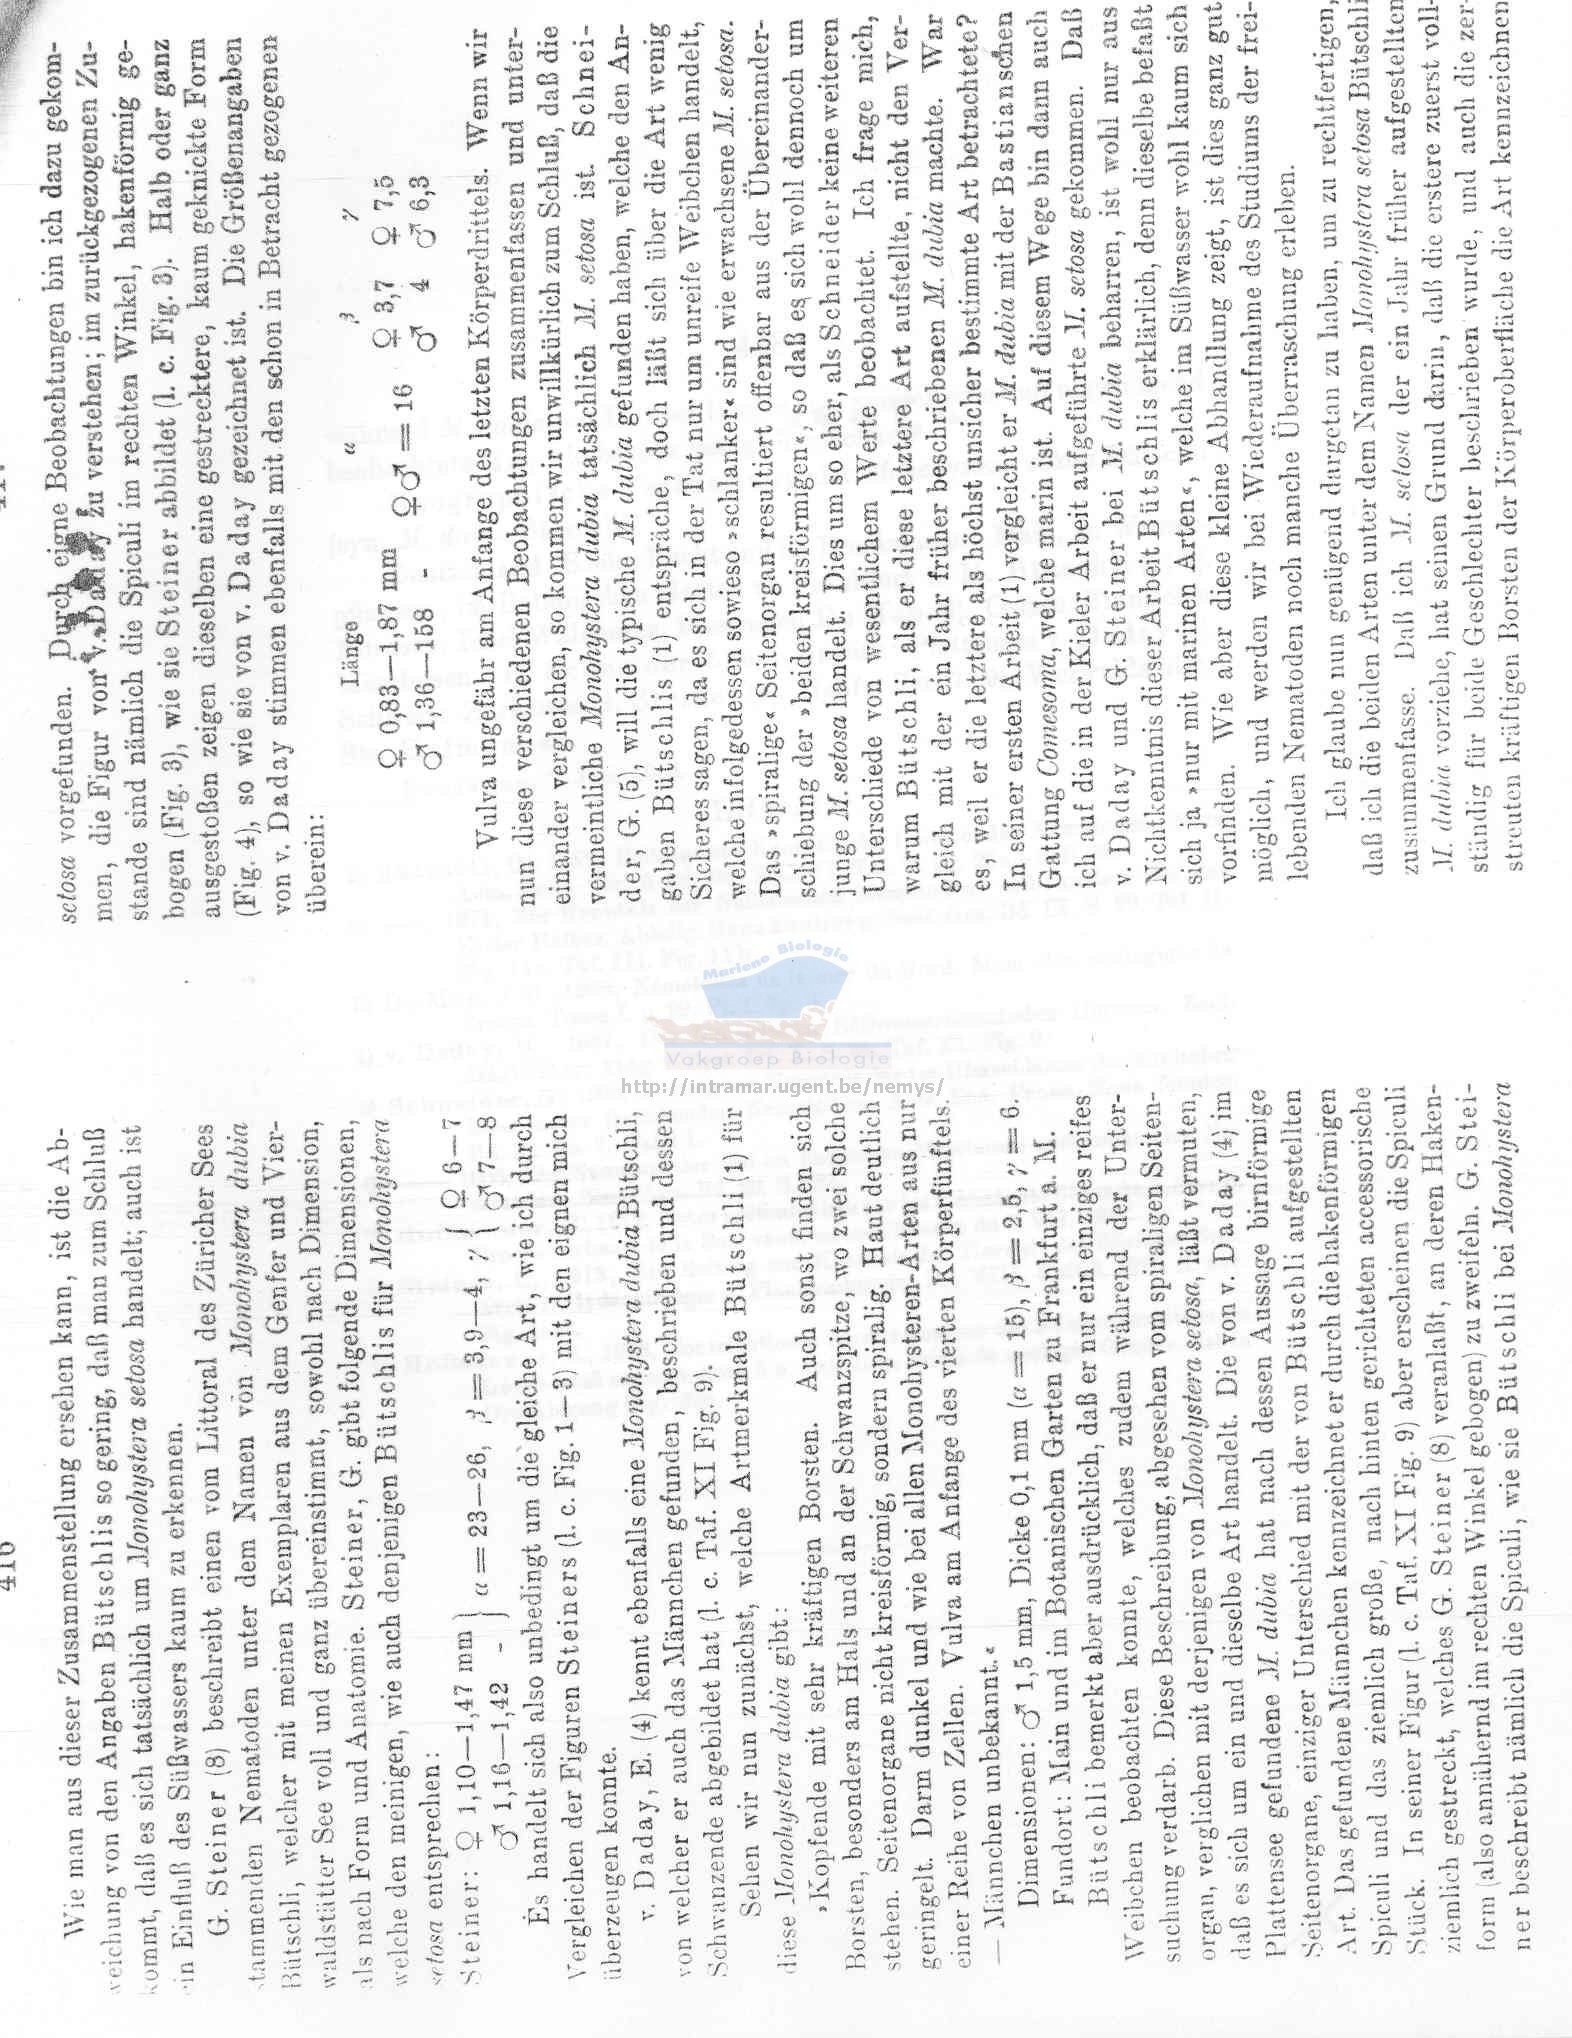 416
Wie man aus dieser Zusammenstellung ersehen kann, ist die Ab-
weichung von den Angaben Bütschlis so gering, daß man zum Schluß
kommt, daß es sich tatsächlich um Monohystera setosa handelt; auch ist
ein Einfluß des Süßwassers kaum zu erkennen.
G. Steiner (8) beschreibt einen vom Littoral des Züricher Sees
stammenden Nematoden unter dem Namen von Monohystera dubia
Bütschli, welcher mit meinen Exemplaren aus dem Genfer und Vier-
waldstätter See voll und ganz übereinstimmt, sowohl nach Dimension,
als nach Form und Anatomie. Steiner, G. gibt folgende Dimensionen,
welche den meinigen, wie auch denjenigen Bütschlis für Monohystera
setosa entsprechen:
Steiner: ♀ 1,10—1,47 mm } α = 23—26, β = 3,9—4, γ { ♀ 6—7
♂ 1,16—1,42 - ♂ 7—8
Es handelt sich also unbedingt um die gleiche Art, wie ich durch
Vergleichen der Figuren Steiners (l. c. Fig. 1—3) mit den eignen mich
überzeugen konnte.
v. Daday, E. (4) kennt ebenfalls eine Monohystera dubia Bütschli,
von welcher er auch das Männchen gefunden, beschrieben und dessen
Schwanzende abgebildet hat (l. c. Taf. XI Fig. 9).
Sehen wir nun zunächst, welche Artmerkmale Bütschli (1) für
diese Monohystera dubia gibt:
»Kopfende mit sehr kräftigen Borsten. Auch sonst finden sich
Borsten, besonders am Hals und an der Schwanzspitze, wo zwei solche
stehen. Seitenorgane nicht kreisförmig, sondern spiralig. Haut deutlich
geringelt. Darm dunkel und wie bei allen Monohysteren-Arten aus nur
einer Reihe von Zellen. Vulva am Anfange des vierten Körperfünftels.
— Männchen unbekannt.«
Dimensionen: ♂ 1,5 mm, Dicke 0,1 mm (α = 15), β = 2,5, γ = 6.
Fundort: Main und im Botanischen Garten zu Frankfurt a. M.
Bütschli bemerkt aber ausdrücklich, daß er nur ein einziges reifes
Weibchen beobachten konnte, welches zudem während der Unter-
suchung verdarb. Diese Beschreibung, abgesehen vom spiraligen Seiten-
organ, verglichen mit derjenigen von Monohystera setosa, läßt vermuten,
daß es sich um ein und dieselbe Art handelt. Die von v. Daday (4) im
Plattensee gefundene M. dubia hat nach dessen Aussage birnförmige
Seitenorgane, einziger Unterschied mit der von Bütschli aufgestellten
Art. Das gefundene Männchen kennzeichnet er durch die hakenförmigen
Spiculi und das ziemlich große, nach hinten gerichteten accessorische
Stück. In seiner Figur (l. c. Taf. XI Fig. 9) aber erscheinen die Spiculi
ziemlich gestreckt, welches G. Steiner (8) veranlaßt, an deren Haken-
form (also annähernd im rechten Winkel gebogen) zu zweifeln. G. Stei-
ner beschreibt nämlich die Spiculi, wie sie Bütschli bei Monohystera
setosa vorgefunden. Durch eigne Beobachtungen bin ich dazu gekom-
men, die Figur von v. Daday zu verstehen; im zurückgezogenen Zu-
stande sind nämlich die Spiculi im rechten Winkel, hakenförmig ge-
bogen (Fig. 3), wie sie Steiner abbildet (l. c. Fig. 3). Halb oder ganz
ausgestoßen zeigen dieselben eine gestrecktere, kaum geknickte Form
(Fig. 4), so wie sie von v. Daday gezeichnet ist. Die Größenangaben
von v. Daday stimmen ebenfalls mit den schon in Betracht gezogenen
überein:
Länge α β γ
♀ 0,83—1,87 mm ♀♂ = 16 ♀ 3,7 ♀ 7,5
♂ 1,36—158 - ♂ 4 ♂ 6,3
Vulva ungefähr am Anfange des letzten Körperdrittels. Wenn wir
nun diese verschiedenen Beobachtungen zusammenfassen und unter-
einander vergleichen, so kommen wir unwillkürlich zum Schluß, daß die
vermeintliche Monohystera dubia tatsächlich M. setosa ist. Schnei-
der, G. (5), will die typische M. dubia gefunden haben, welche den An-
gaben Bütschlis (1) entspräche, doch läßt sich über die Art wenig
Sicheres sagen, da es sich in der Tat nur um unreife Weibchen handelt,
welche infolgedessen sowieso »schlanker« sind wie erwachsene M. setosa.
Das »spiralige« Seitenorgan resultiert offenbar aus der Übereinander-
schiebung der »beiden kreisförmigen«, so daß es sich wohl dennoch um
junge M. setosa handelt. Dies um so eher, als Schneider keine weiteren
Unterschiede von wesentlichem Werte beobachtet. Ich frage mich,
warum Bütschli, als er diese letztere Art aufstellte, nicht den Ver-
gleich mit der ein Jahr früher beschriebenen M. dubia machte. War
es, weil er die letztere als höchst unsicher bestimmte Art betrachtete?
In seiner ersten Arbeit (1) vergleicht er M. dubia mit der Bastianschen
Gattung Comesoma, welche marin ist. Auf diesem Wege bin dann auch
ich auf die in der Kieler Arbeit aufgeführte M. setosa gekommen. Daß
v. Daday und G. Steiner bei M. dubia beharren, ist wohl nur aus
Nichtkenntnis dieser Arbeit Bütschlis erklärlich, denn dieselbe befaßt
sich ja »nur mit marinen Arten«, welche im Süßwasser wohl kaum sich
vorfinden. Wie aber diese kleine Abhandlung zeigt, ist dies ganz gut
möglich, und werden wir bei Wiederaufnahme des Studiums der frei-
lebenden Nematoden noch manche Überraschung erleben.
Ich glaube nun genügend dargetan zu haben, um zu rechtfertigen,
daß ich die beiden Arten unter dem Namen Monohystera setosa Bütschli
zusammenfasse. Daß ich M. setosa der ein Jahr früher aufgestellten
M. dubia vorziehe, hat seinen Grund darin, daß die erstere zuerst voll-
ständig für beide Geschlechter beschrieben wurde, und auch die zer-
streuten kräftigen Borsten der Körperoberfläche die Art kennzeichnen
Mariene Biologie
Vakgroep Biologie
http://intramar.ugent.be/nemys/